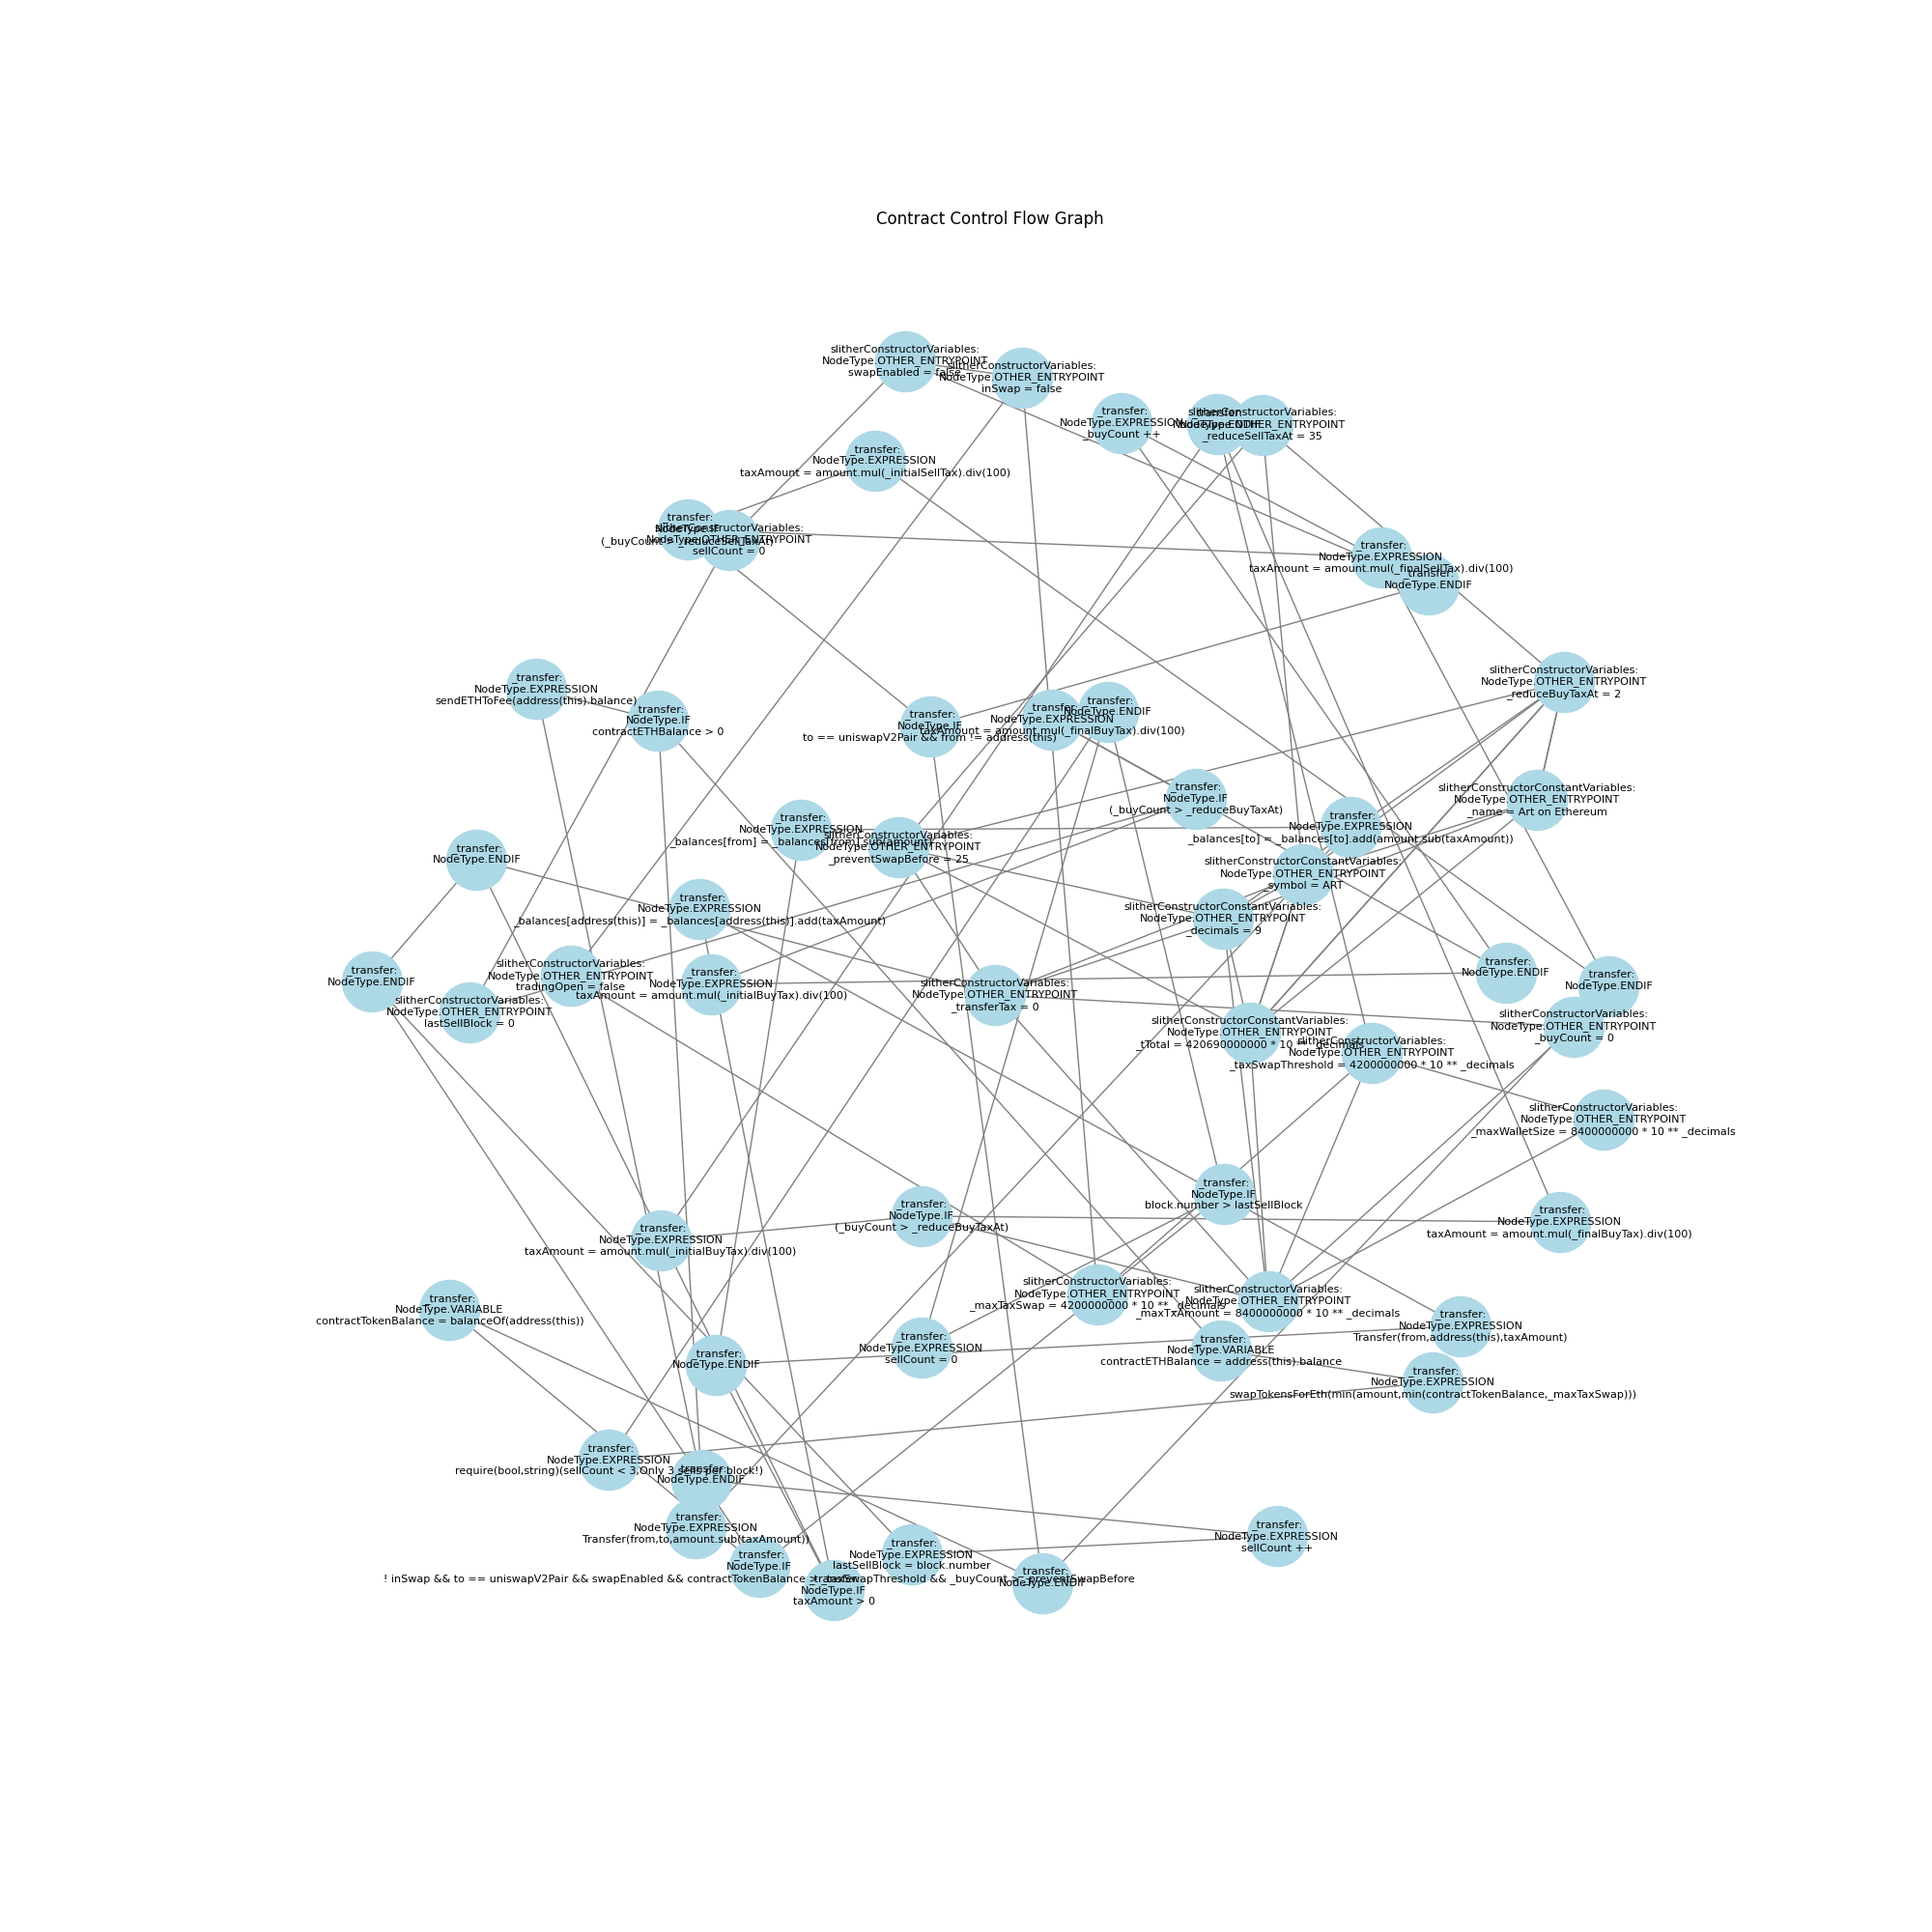 Contract Control Flow Graph
slitherConstructorVariables:
NodeType.OTHER_ENTRYPOINT
swapEnabled = false
slitherConstructorVariables:
NodeType.OTHER_ENTRYPOINT
inSwap = false
_transfer:
NodeType.EXPRESSION
_buyCount ++
_transfer:
NodeType.ENDIF
slitherConstructorVariables:
NodeType.OTHER_ENTRYPOINT
_reduceSellTaxAt = 35
_transfer:
NodeType.EXPRESSION
taxAmount = amount.mul(_initialSellTax).div(100)
_transfer:
NodeType.IF
(_buyCount > _reduceSellTaxAt)
slitherConstructorVariables:
NodeType.OTHER_ENTRYPOINT
sellCount = 0
_transfer:
NodeType.EXPRESSION
taxAmount = amount.mul(_finalSellTax).div(100)
_transfer:
NodeType.ENDIF
_transfer:
NodeType.EXPRESSION
sendETHToFee(address(this).balance)
_transfer:
NodeType.IF
contractETHBalance > 0
_transfer:
NodeType.IF
to == uniswapV2Pair && from != address(this)
_transfer:
NodeType.EXPRESSION
taxAmount = amount.mul(_finalBuyTax).div(100)
_transfer:
NodeType.ENDIF
slitherConstructorVariables:
NodeType.OTHER_ENTRYPOINT
_reduceBuyTaxAt = 2
_transfer:
NodeType.IF
(_buyCount > _reduceBuyTaxAt)
slitherConstructorConstantVariables:
NodeType.OTHER_ENTRYPOINT
_name = Art on Ethereum
_transfer:
NodeType.EXPRESSION
_balances[from] = _balances[from].sub(amount)
slitherConstructorVariables:
NodeType.OTHER_ENTRYPOINT
_preventSwapBefore = 25
_transfer:
NodeType.EXPRESSION
_balances[to] = _balances[to].add(amount.sub(taxAmount))
_transfer:
NodeType.ENDIF
slitherConstructorConstantVariables:
NodeType.OTHER_ENTRYPOINT
_symbol = ART
_transfer:
NodeType.EXPRESSION
_balances[address(this)] = _balances[address(this)].add(taxAmount)
slitherConstructorConstantVariables:
NodeType.OTHER_ENTRYPOINT
_decimals = 9
_transfer:
NodeType.ENDIF
slitherConstructorVariables:
NodeType.OTHER_ENTRYPOINT
tradingOpen = false
_transfer:
NodeType.EXPRESSION
taxAmount = amount.mul(_initialBuyTax).div(100)
_transfer:
NodeType.ENDIF
_transfer:
NodeType.ENDIF
slitherConstructorVariables:
NodeType.OTHER_ENTRYPOINT
lastSellBlock = 0
slitherConstructorVariables:
NodeType.OTHER_ENTRYPOINT
_transferTax = 0
slitherConstructorVariables:
NodeType.OTHER_ENTRYPOINT
_buyCount = 0
slitherConstructorConstantVariables:
NodeType.OTHER_ENTRYPOINT
_tTotal = 420690000000 * 10 ** _decimals
slitherConstructorVariables:
NodeType.OTHER_ENTRYPOINT
_taxSwapThreshold = 4200000000 * 10 ** _decimals
slitherConstructorVariables:
NodeType.OTHER_ENTRYPOINT
_maxWalletSize = 8400000000 * 10 ** _decimals
_transfer:
NodeType.IF
block.number > lastSellBlock
_transfer:
NodeType.IF
(_buyCount > _reduceBuyTaxAt)
_transfer:
NodeType.EXPRESSION
taxAmount = amount.mul(_finalBuyTax).div(100)
_transfer:
NodeType.EXPRESSION
taxAmount = amount.mul(_initialBuyTax).div(100)
slitherConstructorVariables:
NodeType.OTHER_ENTRYPOINT
_maxTaxSwap = 4200000000 * 10 ** _decimals
slitherConstructorVariables:
NodeType.OTHER_ENTRYPOINT
_maxTxAmount = 8400000000 * 10 ** _decimals
_transfer:
NodeType.VARIABLE
contractTokenBalance = balanceOf(address(this))
_transfer:
NodeType.EXPRESSION
Transfer(from,address(this),taxAmount)
_transfer:
NodeType.EXPRESSION
sellCount = 0
_transfer:
NodeType.VARIABLE
contractETHBalance = address(this).balance
_transfer:
NodeType.ENDIF
_transfer:
NodeType.EXPRESSION
swapTokensForEth(min(amount,min(contractTokenBalance,_maxTaxSwap)))
_transfer:
NodeType.EXPRESSION
require(bool,string)(sellCount < 3,Only 3 sells per block!)
_transfer:
NodeType.ENDIF
_transfer:
NodeType.EXPRESSION
Transfer(from,to,amount.sub(taxAmount))
_transfer:
NodeType.EXPRESSION
sellCount ++
_transfer:
NodeType.EXPRESSION
lastSellBlock = block.number
_transfer:
NodeType.IF
! inSwap && to == uniswapV2Pair && swapEnabled && contractTokenBalance > _taxSwapThreshold && _buyCount > _preventSwapBefore
_transfer:
NodeType.IF
taxAmount > 0
_transfer:
NodeType.ENDIF